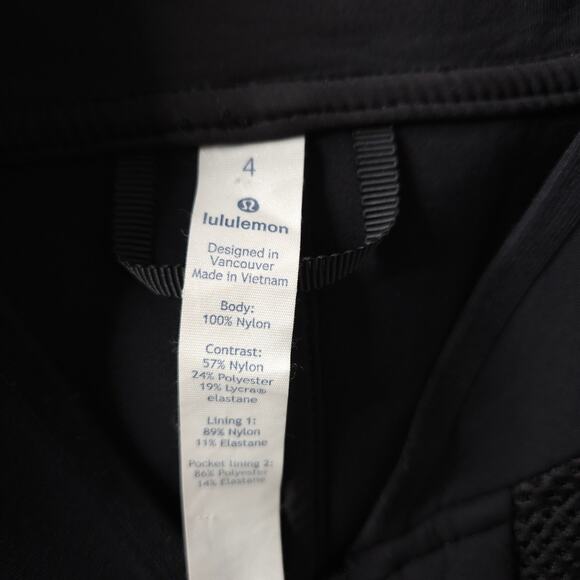 4
lululemon
Designed in
Vancouver
Made in Vietnam
Body:
100% Nylon
Contrast:
57% Nylon
24% Polyester
19% Lycra®
elastane
Lining 1:
89% Nylon
11% Elastane
Pocket lining 2:
86% Polyester
14% Elastane